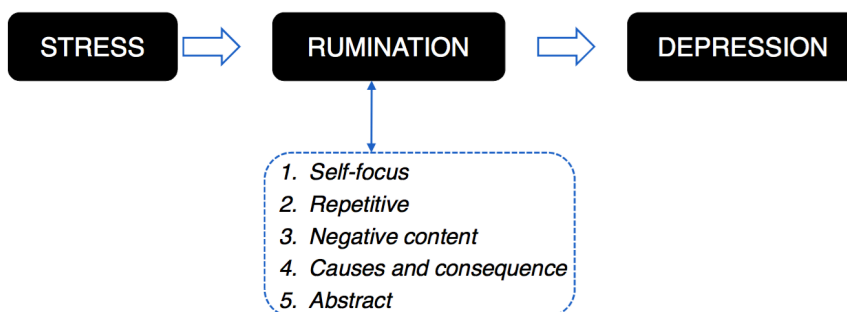 STRESS
RUMINATION
DEPRESSION
1. Self-focus
2. Repetitive
3. Negative content
4. Causes and consequence
5. Abstract